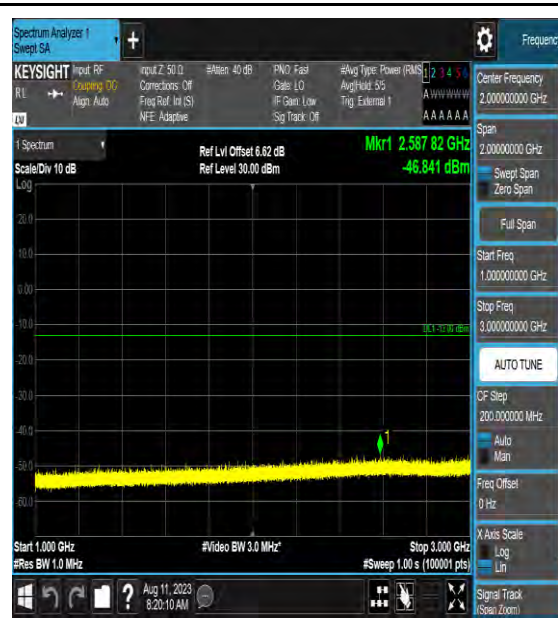 Spectrum Analyzer 1
Swept SA
+
Frequenc
KEYSIGHT Input: RF
RL
Coupling: DC
Align: Auto
LW
Input Z: 50 Ω
Corrections: Off
Freq Ref: Int (S)
NFE: Adaptive
#Atten: 40 dB
PNO: Fast
Gate: LO
IF Gain: Low
Sig Track: Off
#Avg Type: Power (RMS
Avg|Hold: 5/5
Trig: External 1
1 2 3 4 5 6
A W W W W W
A A A A A A
1 Spectrum
Scale/Div 10 dB
Ref Lvl Offset 6.62 dB
Ref Level 30.00 dBm
Mkr1 2.587 82 GHz
-46.841 dBm
Log
20.0
10.0
0.00
-10.0
DL1 -13.00 dBm
-20.0
-30.0
-40.0
1
-50.0
-60.0
Start 1.000 GHz
#Res BW 1.0 MHz
#Video BW 3.0 MHz*
Stop 3.000 GHz
#Sweep 1.00 s (100001 pts)
?
Aug 11, 2023
8:20:10 AM
Center Frequency
2.000000000 GHz
Span
2.00000000 GHz
Swept Span
Zero Span
Full Span
Start Freq
1.000000000 GHz
Stop Freq
3.000000000 GHz
AUTO TUNE
CF Step
200.000000 MHz
Auto
Man
Freq Offset
0 Hz
X Axis Scale
Log
Lin
Signal Track
(Span Zoom)